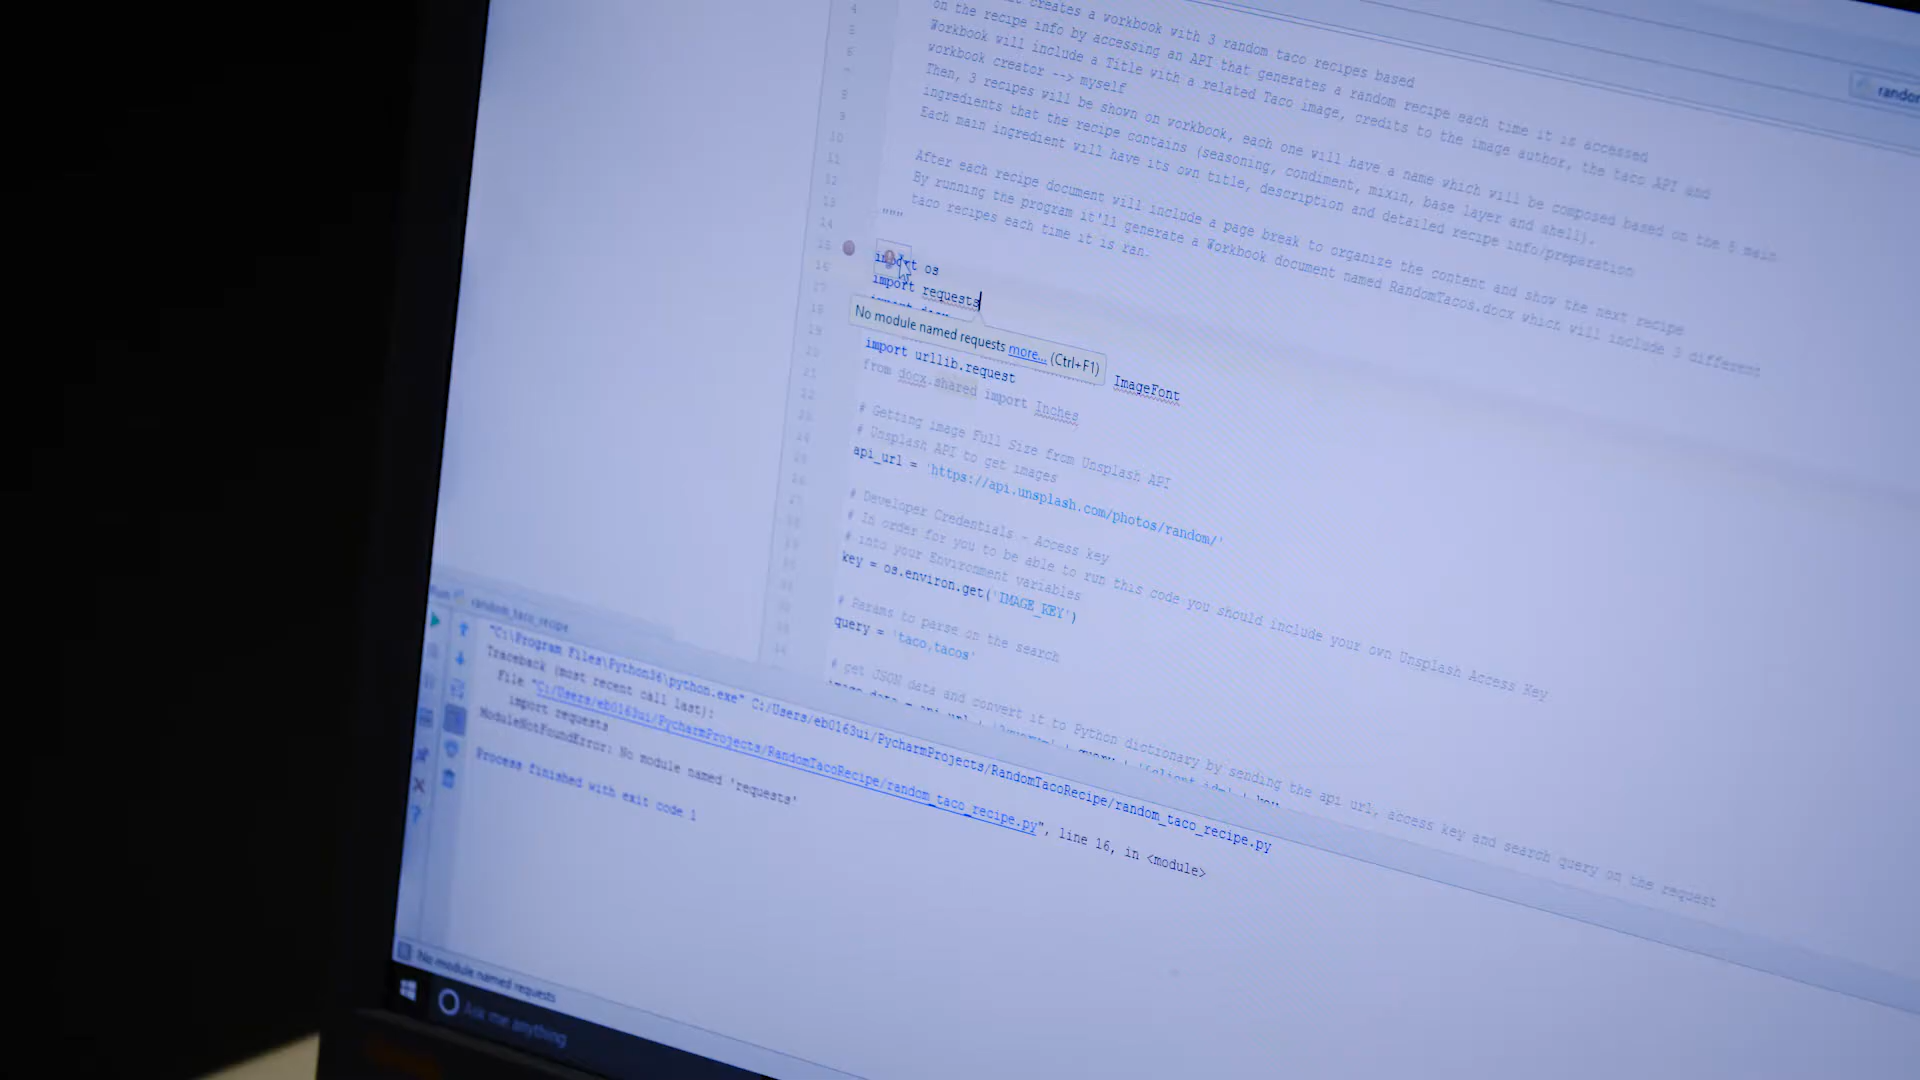 creates a workbook with 3 random taco recipes based
on the recipe info by accessing an API that generates a random recipe each time it is accessed
Workbook will include a Title with a related Taco image, credits to the image author, the taco API and
workbook creator --> myself
Then, 3 recipes will be shown on workbook, each one will have a name which will be composed based on the 5 main
ingredients that the recipe contains (seasoning, condiment, mixin, base layer and shell).
Each main ingredient will have its own title, description and detailed recipe info/preparation
After each recipe document will include a page break to organize the content and show the next recipe
By running the program it'll generate a Workbook document named RandomTacos.docx which will include 3 different
taco recipes each time it is ran.
"""
import os
import requests
No module named requests more... (Ctrl+F1)
ImageFont
import urllib.request
from docx.shared import Inches
# Getting image Full Size from Unsplash API
# Unsplash API to get images
api_url = 'https://api.unsplash.com/photos/random/'
# Developer Credentials - Access key
# In order for you to be able to run this code you should include your own Unsplash Access Key
# into your Environment variables
key = os.environ.get('IMAGE_KEY')
# Params to parse on the search
query = 'taco,tacos'
# get JSON data and convert it to Python dictionary by sending the api url, access key and search query on the request
random
Run random_taco_recipe
"C:\Program Files\Python36\python.exe" C:/Users/eb0163ui/PycharmProjects/RandomTacoRecipe/random_taco_recipe.py
Traceback (most recent call last):
File "C:/Users/eb0163ui/PycharmProjects/RandomTacoRecipe/random_taco_recipe.py", line 16, in <module>
import requests
ModuleNotFoundError: No module named 'requests'
Process finished with exit code 1
No module named requests
Ask me anything